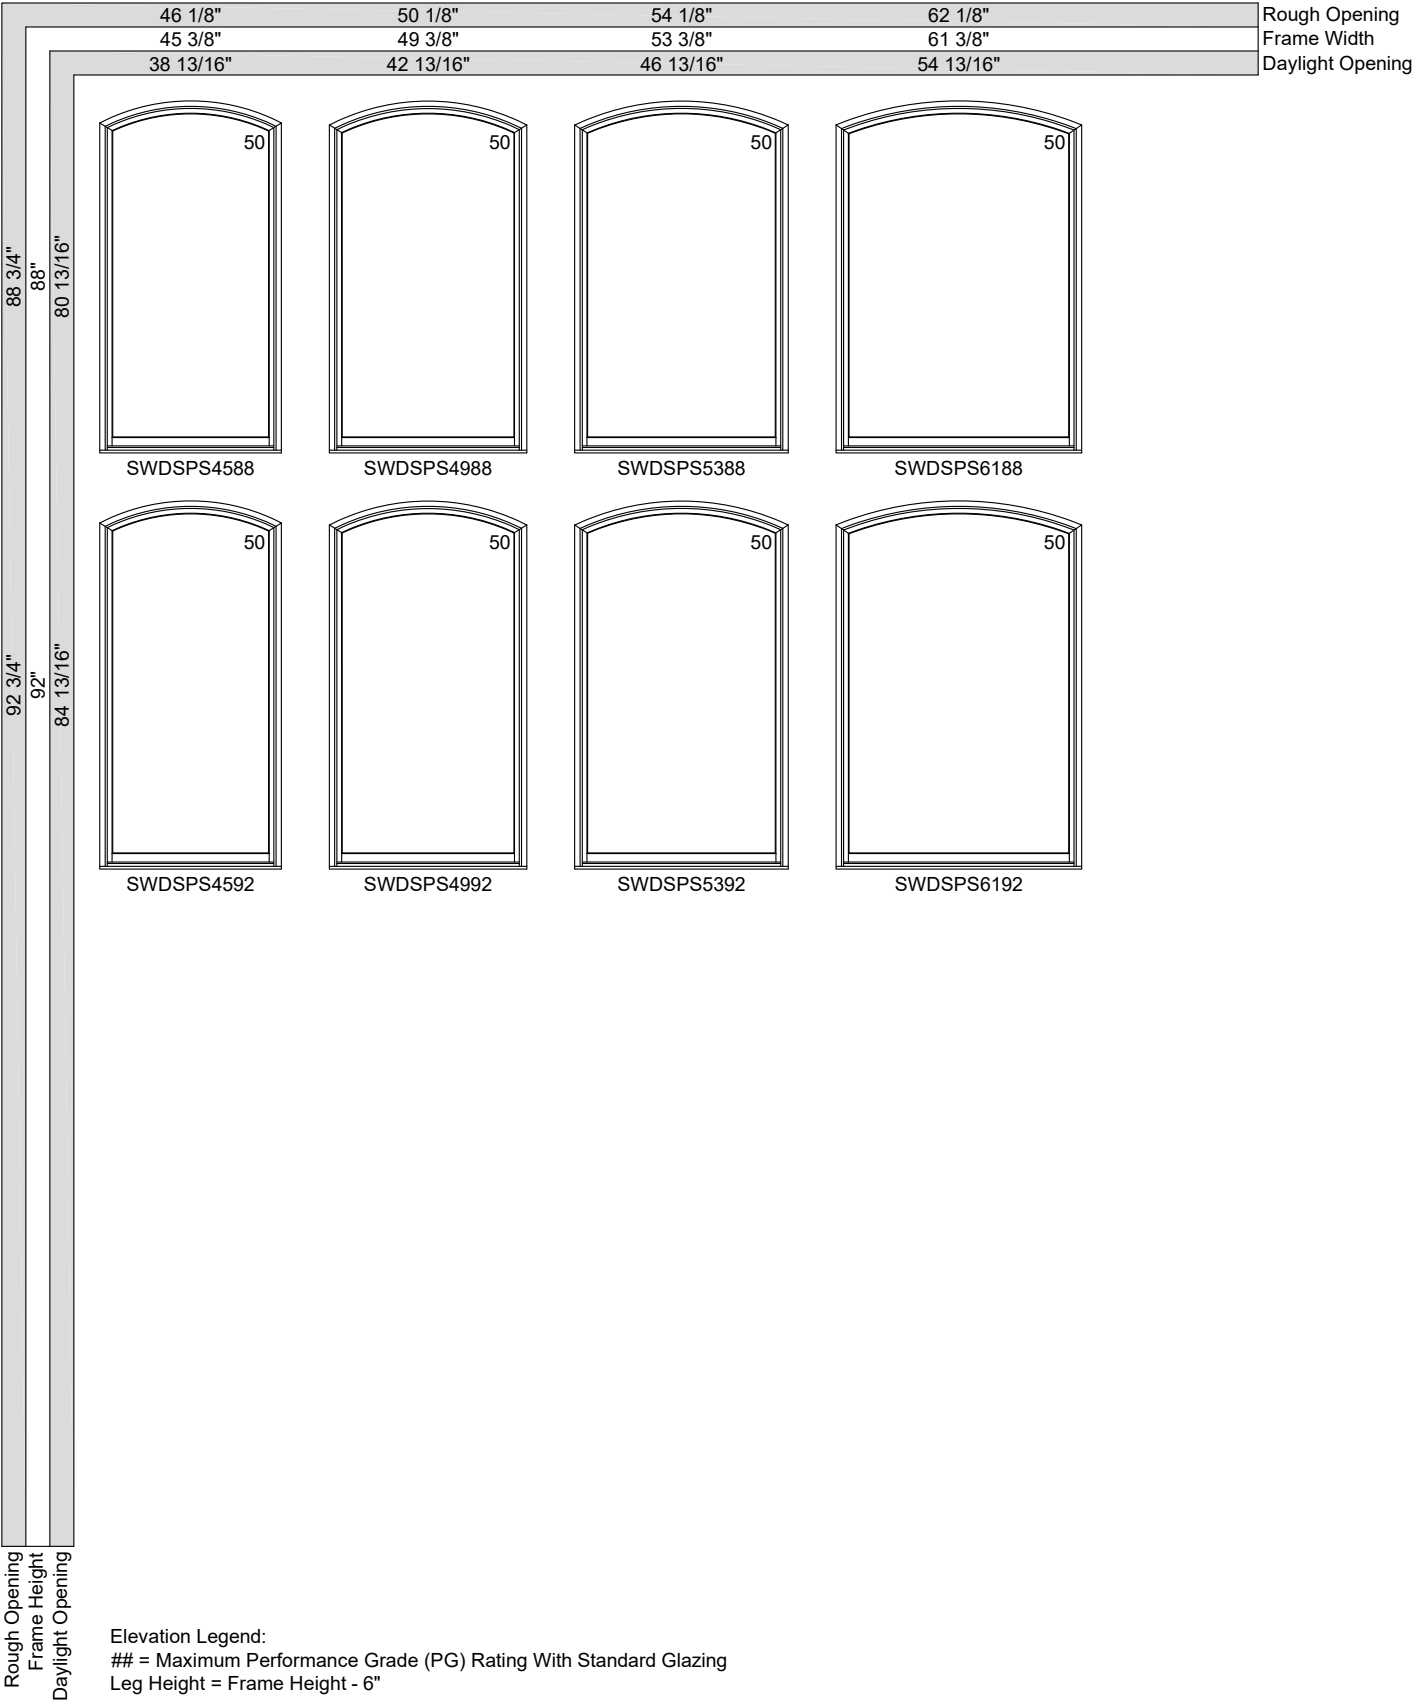 46 1/8" 50 1/8" 54 1/8" 62 1/8" Rough Opening
45 3/8" 49 3/8" 53 3/8" 61 3/8" Frame Width
38 13/16" 42 13/16" 46 13/16" 54 13/16" Daylight Opening
88 3/4"
88"
80 13/16"
50 50 50 50
SWDSPS4588 SWDSPS4988 SWDSPS5388 SWDSPS6188
92 3/4"
92"
84 13/16"
50 50 50 50
SWDSPS4592 SWDSPS4992 SWDSPS5392 SWDSPS6192
Rough Opening
Frame Height
Daylight Opening
Elevation Legend:
## = Maximum Performance Grade (PG) Rating With Standard Glazing
Leg Height = Frame Height - 6"